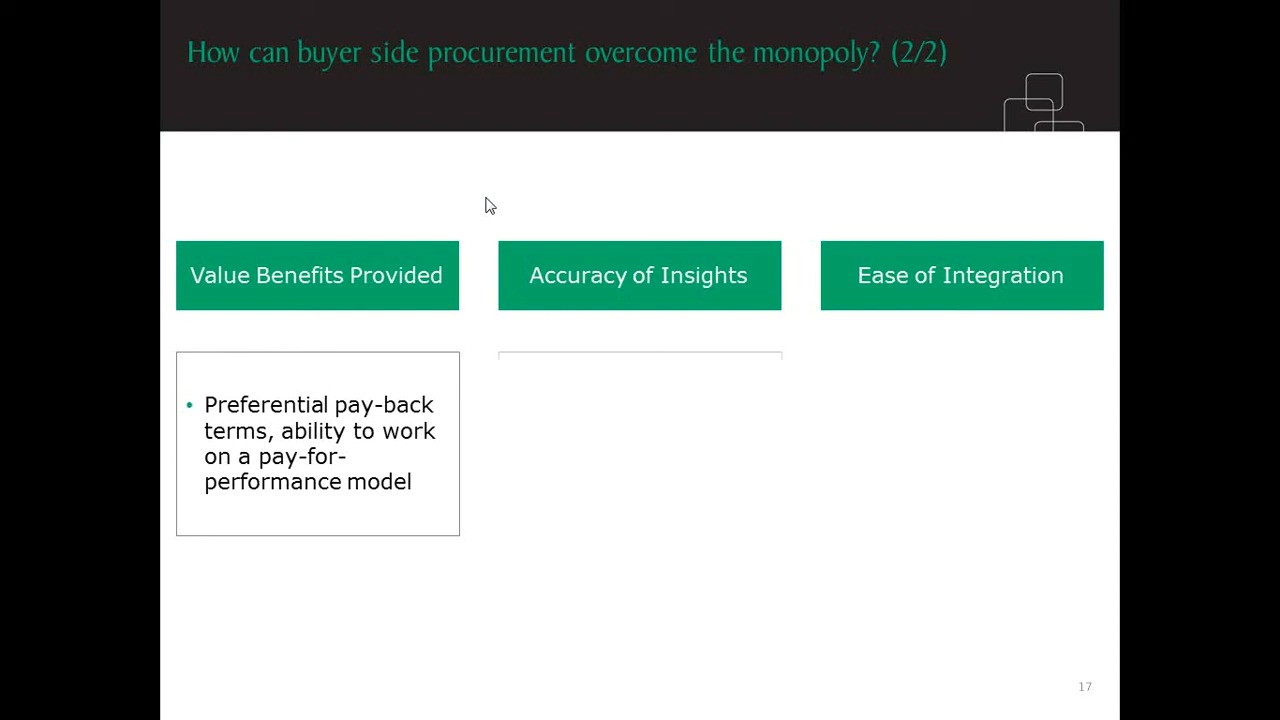 How can buyer side procurement overcome the monopoly? (2/2)
Value Benefits Provided
Accuracy of Insights
Ease of Integration
• Preferential pay-back
terms, ability to work
on a pay-for-
performance model
17